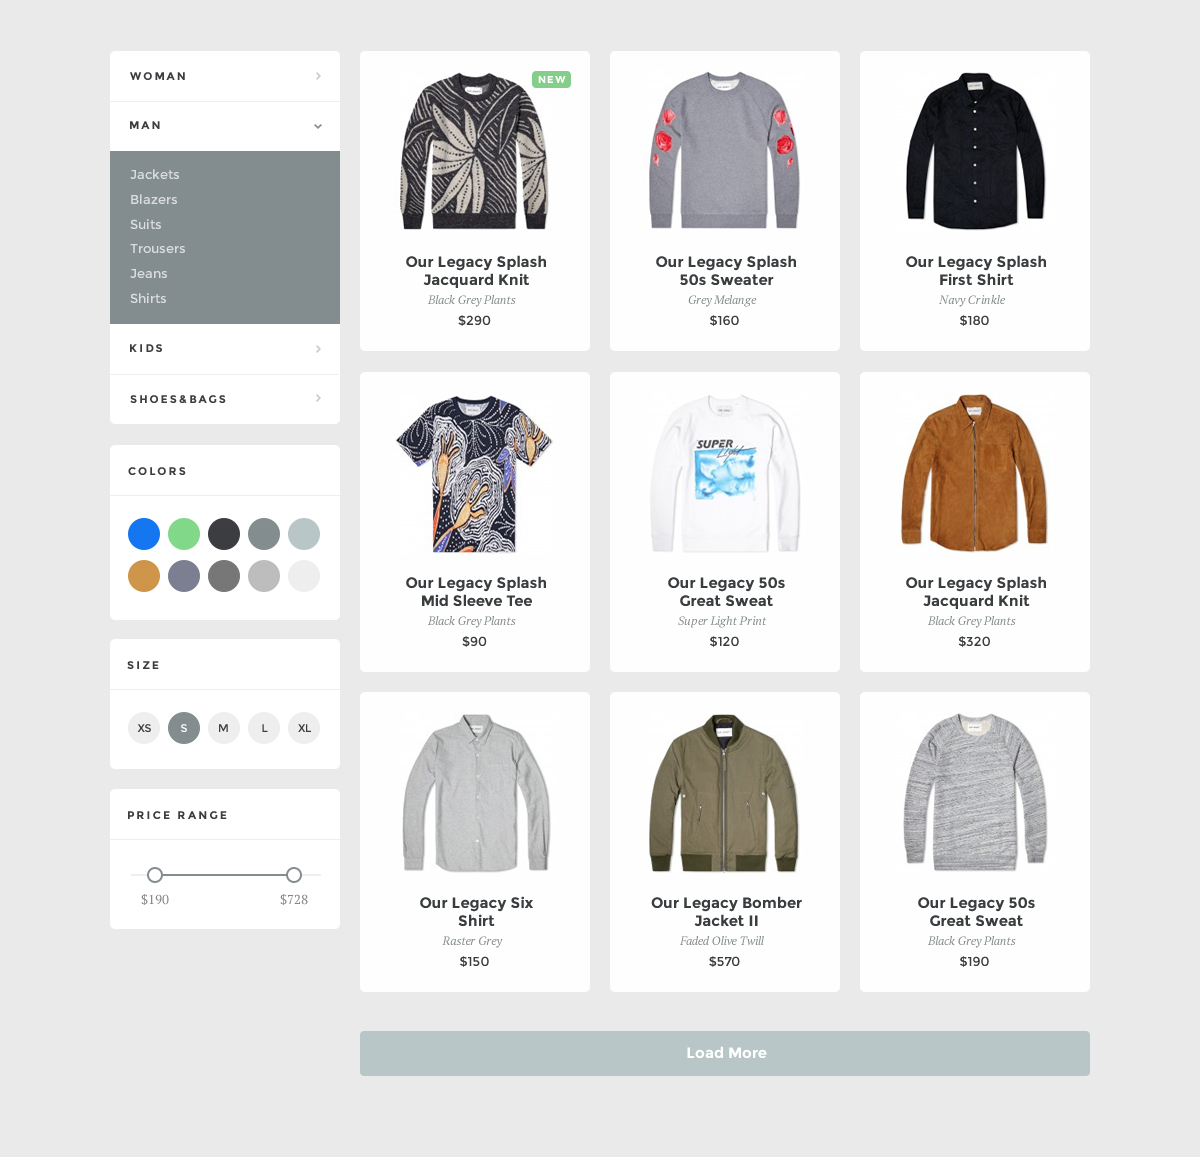 WOMAN
MAN
Jackets
Blazers
Suits
Trousers
Jeans
Shirts
KIDS
SHOES&BAGS
COLORS
SIZE
XS S M L XL
PRICE RANGE
$190 $728
NEW
Our Legacy Splash
Jacquard Knit
Black Grey Plants
$290
Our Legacy Splash
50s Sweater
Grey Melange
$160
Our Legacy Splash
First Shirt
Navy Crinkle
$180
Our Legacy Splash
Mid Sleeve Tee
Black Grey Plants
$90
SUPER
Light
Our Legacy 50s
Great Sweat
Super Light Print
$120
Our Legacy Splash
Jacquard Knit
Black Grey Plants
$320
Our Legacy Six
Shirt
Raster Grey
$150
Our Legacy Bomber
Jacket II
Faded Olive Twill
$570
Our Legacy 50s
Great Sweat
Black Grey Plants
$190
Load More